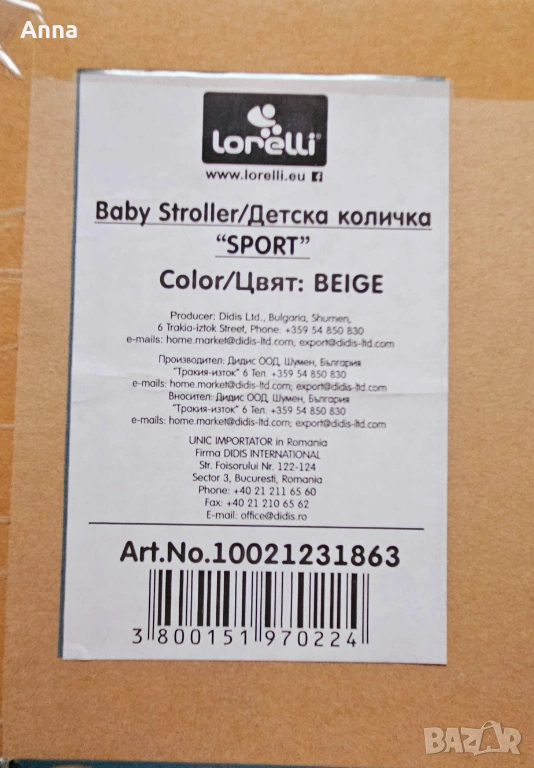 Anna
Lorelli®
www.lorelli.eu
Baby Stroller/Детска количка
“SPORT”
Color/Цвят: BEIGE
Producer: Didis Ltd., Bulgaria, Shumen,
6 Trakia-iztok Street, Phone: +359 54 850 830
e-mails: home.market@didis-ltd.com; export@didis-ltd.com
Производител: Дидис ООД, Шумен, България
"Тракия-изток" 6 Тел. +359 54 850 830
e-mails: home.market@didis-ltd.com; export@didis-ltd.com
Вносител: Дидис ООД, Шумен, България
"Тракия-изток" 6 Тел. +359 54 850 830
e-mails: home.market@didis-ltd.com; export@didis-ltd.com
UNIC IMPORTATOR in Romania
Firma DIDIS INTERNATIONAL
Str. Foisorului Nr. 122-124
Sector 3, Bucuresti, Romania
Phone: +40 21 211 65 60
Fax: +40 21 210 65 62
E-mail: office@didis.ro
Art.No.10021231863
3 800151 970224
BAZAR